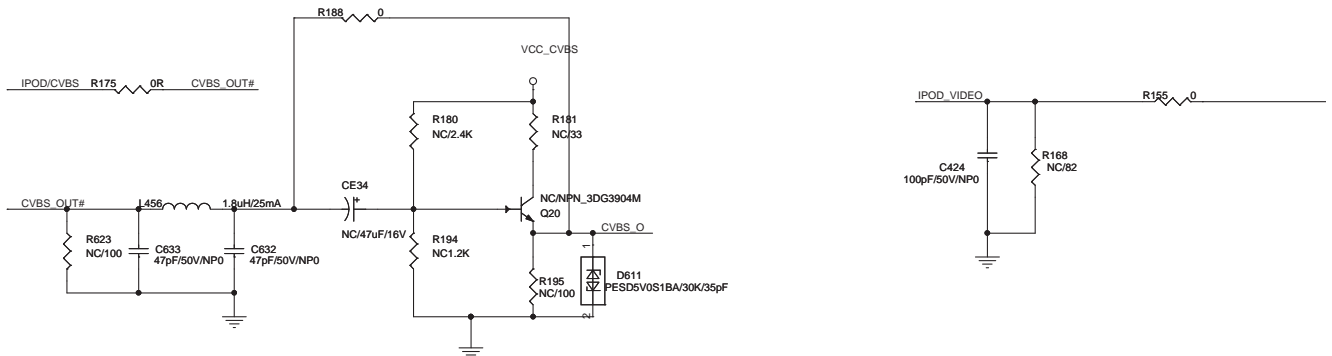 R188 0
VCC_CVBS
IPOD/CVBS R175 0R CVBS_OUT#
IPOD_VIDEO R155 0
R180
NC/2.4K
R181
NC/33
C424
100pF/50V/NP0
R168
NC/82
CE34
+
NC/47uF/16V
NC/NPN_3DG3904M
Q20
CVBS_OUT# L456 1.8uH/25mA
CVBS_O
R623
NC/100
C633
47pF/50V/NP0
C632
47pF/50V/NP0
R194
NC1.2K
R195
NC/100
1
D611
PESD5V0S1BA/30K/35pF
2